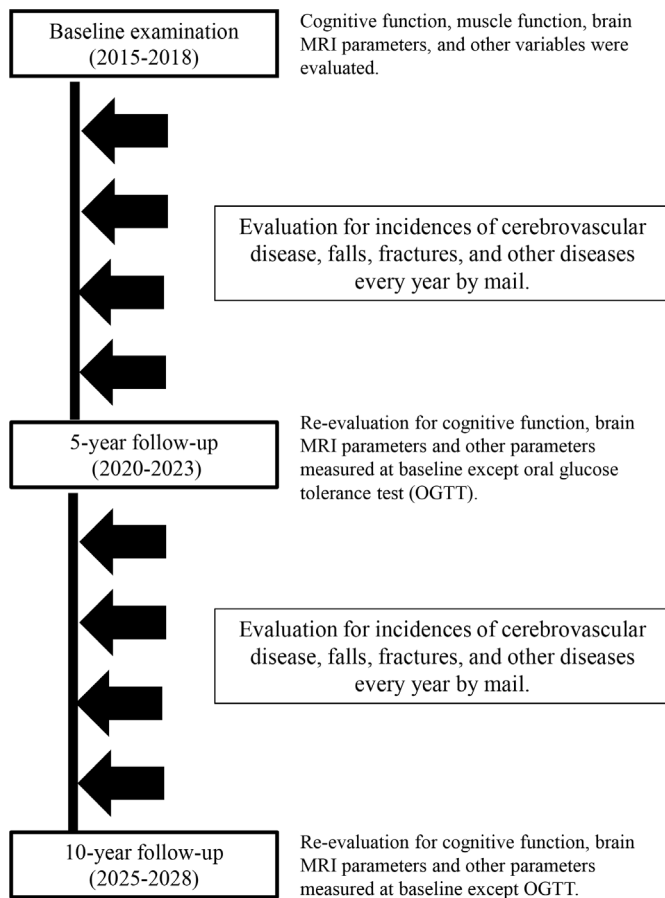 Baseline examination
(2015-2018)
Cognitive function, muscle function, brain
MRI parameters, and other variables were
evaluated.
Evaluation for incidences of cerebrovascular
disease, falls, fractures, and other diseases
every year by mail.
5-year follow-up
(2020-2023)
Re-evaluation for cognitive function, brain
MRI parameters and other parameters
measured at baseline except oral glucose
tolerance test (OGTT).
Evaluation for incidences of cerebrovascular
disease, falls, fractures, and other diseases
every year by mail.
10-year follow-up
(2025-2028)
Re-evaluation for cognitive function, brain
MRI parameters and other parameters
measured at baseline except OGTT.